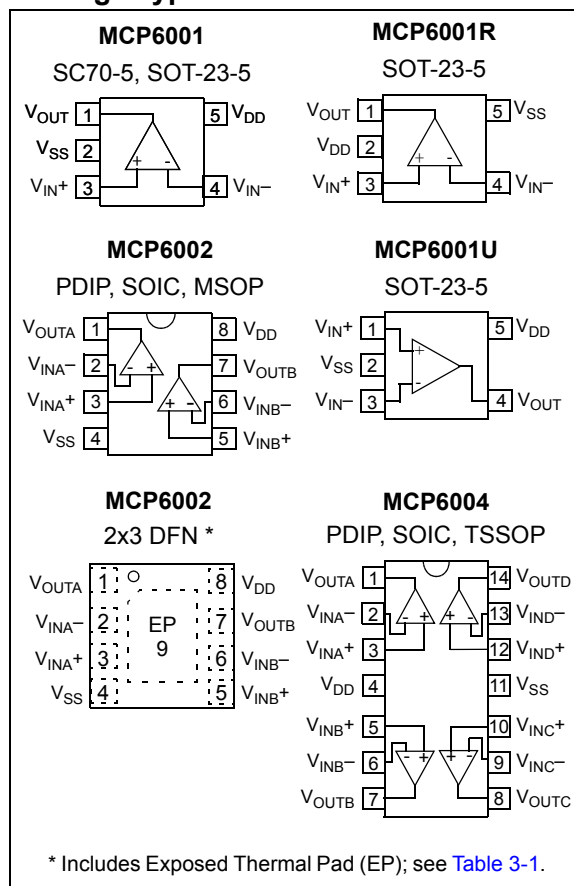 MCP6001
SC70-5, SOT-23-5
VOUT 1
5 VDD
VSS 2
+ -
VIN+ 3
4 VIN–
MCP6001R
SOT-23-5
VOUT 1
5 VSS
VDD 2
+ -
VIN+ 3
4 VIN–
MCP6002
PDIP, SOIC, MSOP
VOUTA 1
8 VDD
VINA– 2
- +
7 VOUTB
VINA+ 3
+ -
6 VINB–
VSS 4
5 VINB+
MCP6001U
SOT-23-5
VIN+ 1
+
5 VDD
VSS 2
VIN– 3
-
4 VOUT
MCP6002
2x3 DFN *
VOUTA 1
8 VDD
VINA– 2
EP
7 VOUTB
VINA+ 3
9
6 VINB–
VSS 4
5 VINB+
MCP6004
PDIP, SOIC, TSSOP
VOUTA 1
14 VOUTD
VINA– 2
- + + -
13 VIND–
VINA+ 3
12 VIND+
VDD 4
11 VSS
VINB+ 5
10 VINC+
VINB– 6
- + + -
9 VINC–
VOUTB 7
8 VOUTC
* Includes Exposed Thermal Pad (EP); see Table 3-1.